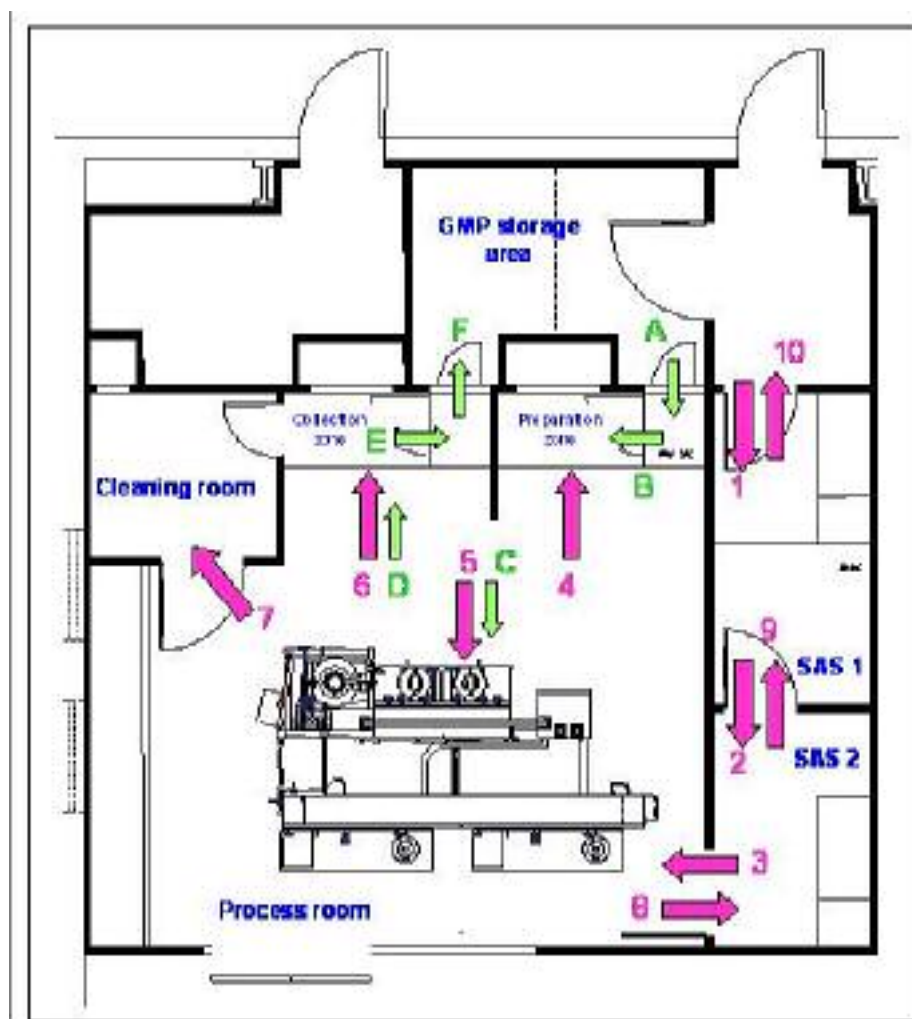 GMP storage
area
F
A
10
Collection
zone
Preparation
zone
E
B
1
Cleaning room
6
D
5
C
4
7
9
SAS 1
2
SAS 2
3
8
Process room